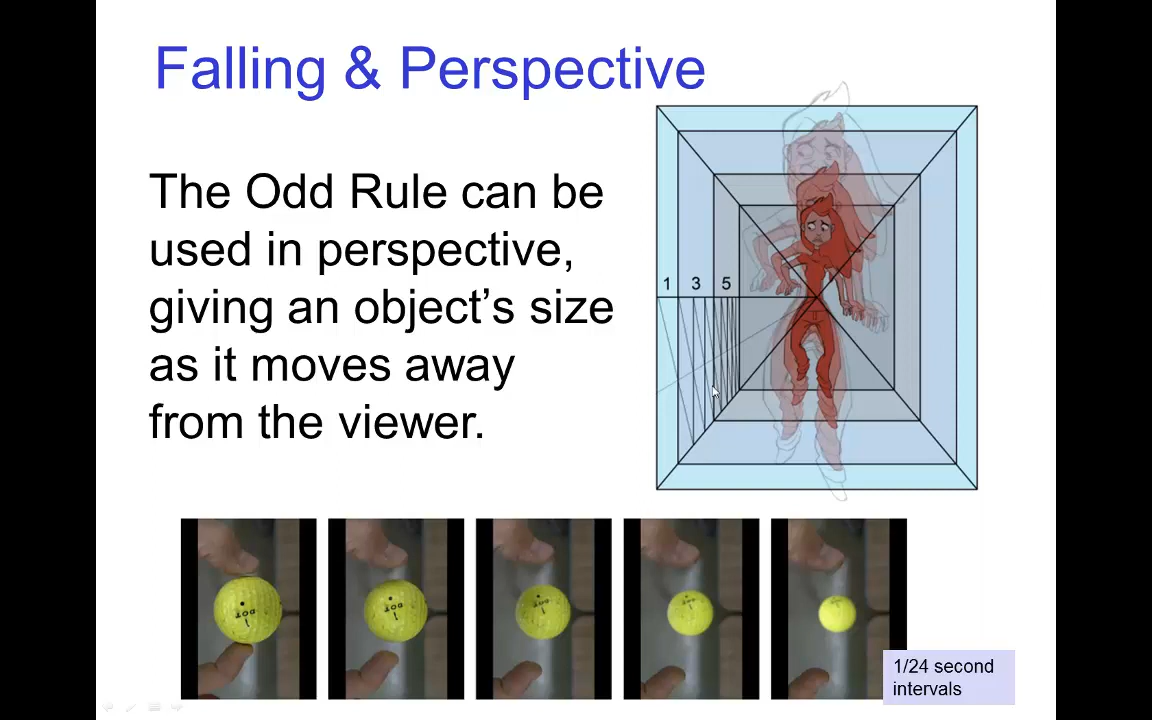 Falling & Perspective
The Odd Rule can be
used in perspective,
giving an object’s size
as it moves away
from the viewer.
1 3 5
1/24 second
intervals